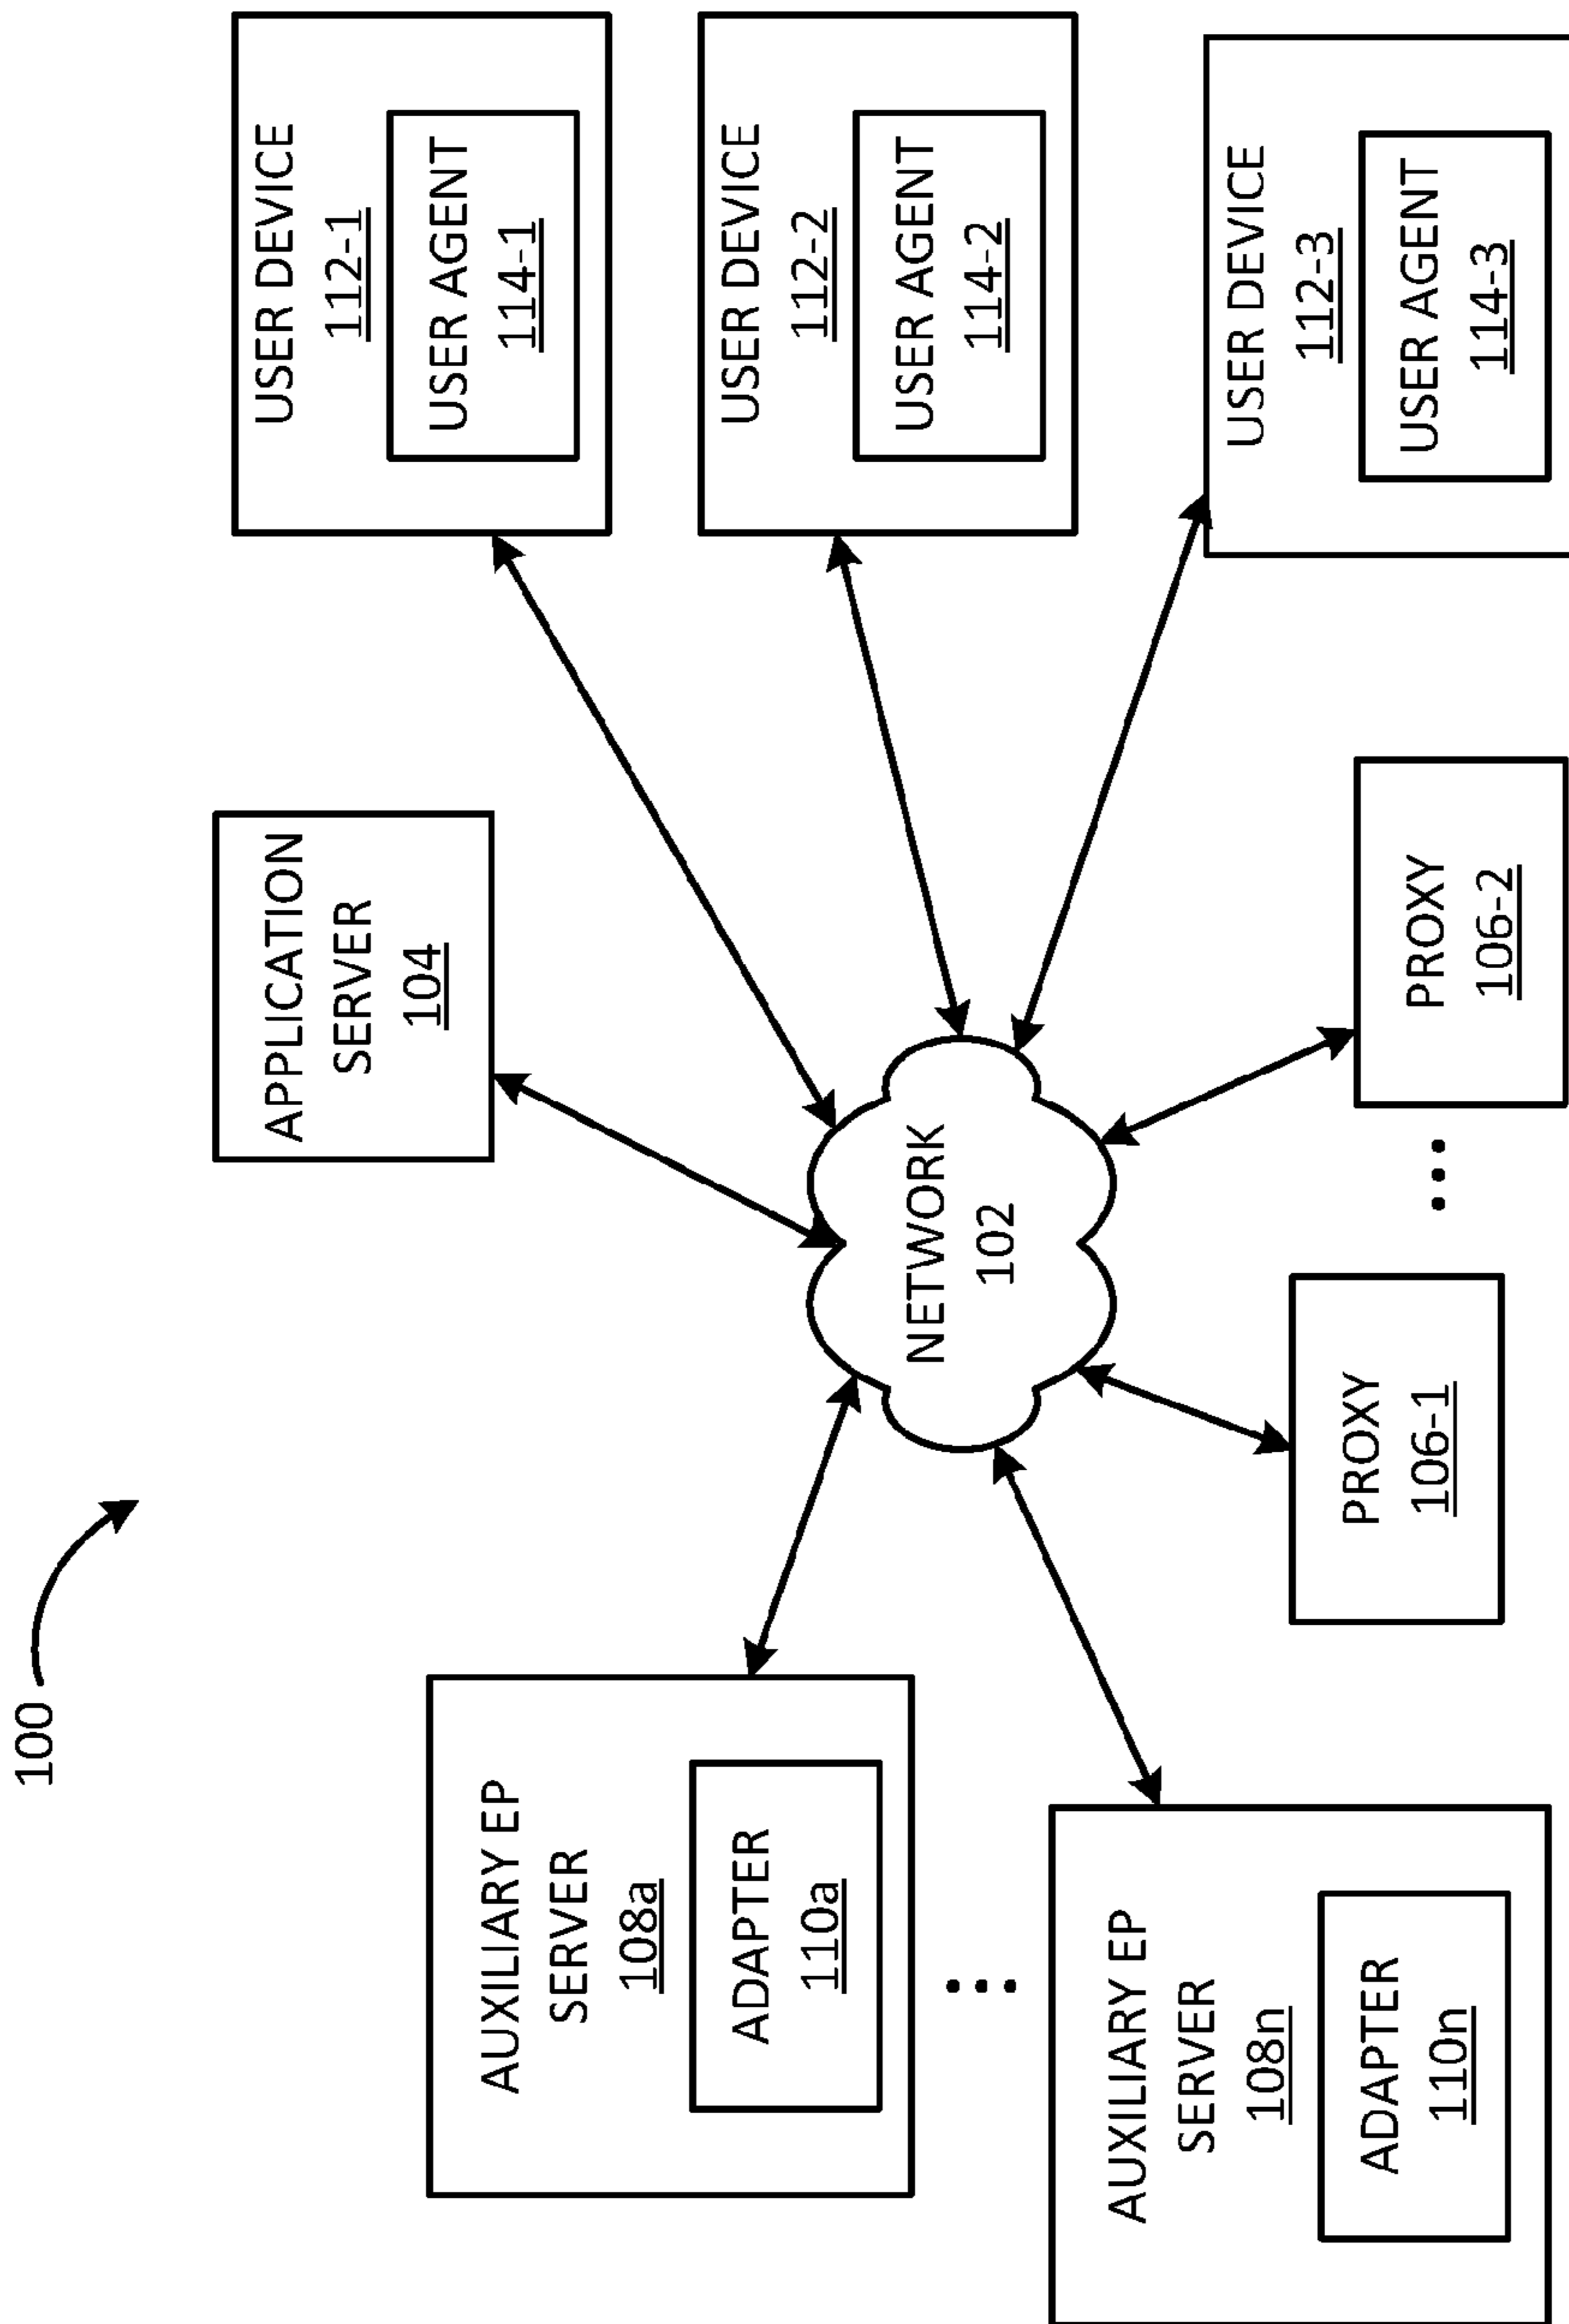 100
AUXILIARY EP
SERVER
108a
ADAPTER
110a
...
AUXILIARY EP
SERVER
108n
ADAPTER
110n
APPLICATION
SERVER
104
NETWORK
102
PROXY
106-1
...
PROXY
106-2
USER DEVICE
112-1
USER AGENT
114-1
USER DEVICE
112-2
USER AGENT
114-2
USER DEVICE
112-3
USER AGENT
114-3